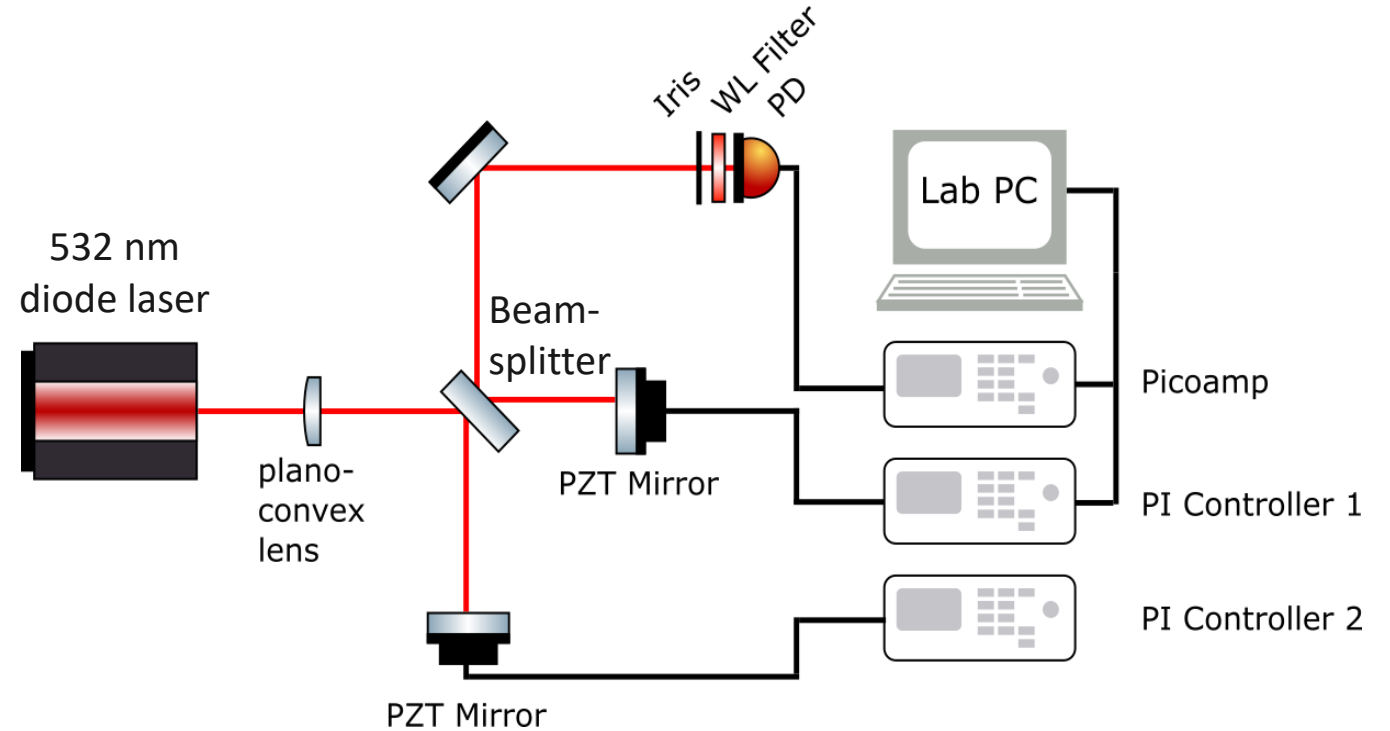 Iris
WL Filter
PD
Lab PC
532 nm
diode laser
Beam-
splitter
Picoamp
plano-
convex
lens
PZT Mirror
PI Controller 1
PI Controller 2
PZT Mirror